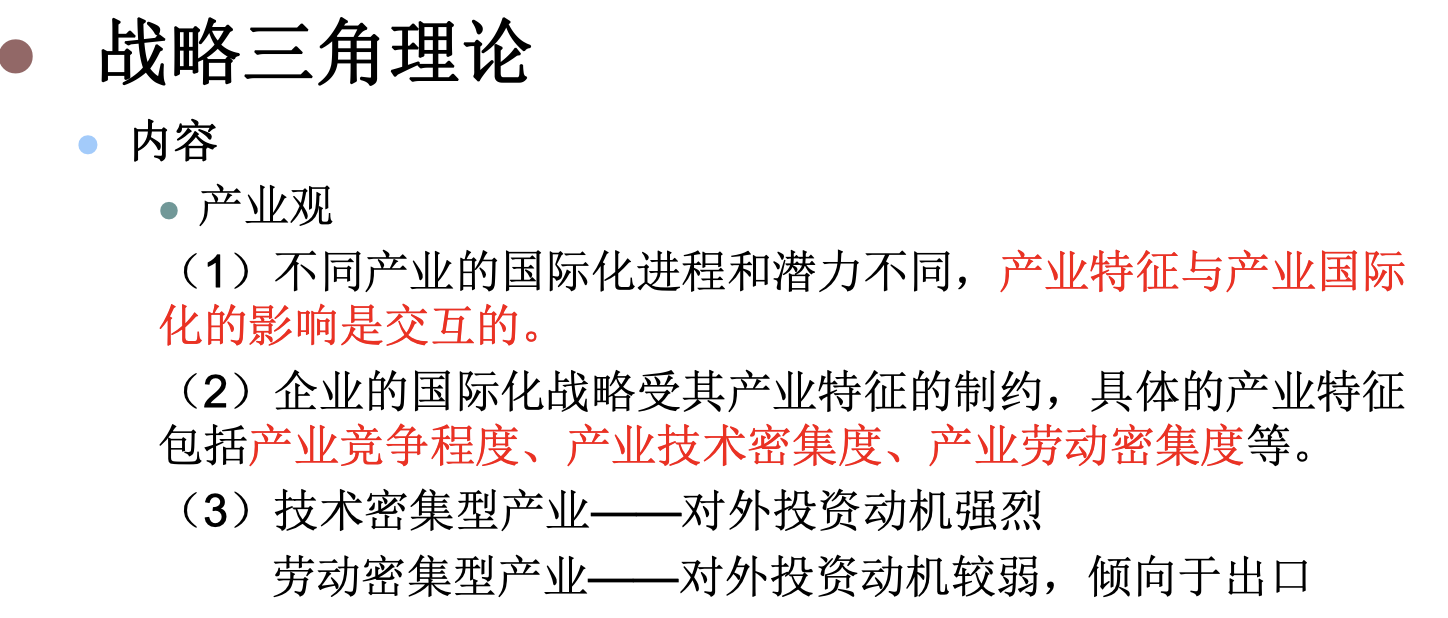 战略三角理论
内容
产业观
（1）不同产业的国际化进程和潜力不同，产业特征与产业国际
化的影响是交互的。
（2）企业的国际化战略受其产业特征的制约，具体的产业特征
包括产业竞争程度、产业技术密集度、产业劳动密集度等。
（3）技术密集型产业——对外投资动机强烈
劳动密集型产业——对外投资动机较弱，倾向于出口